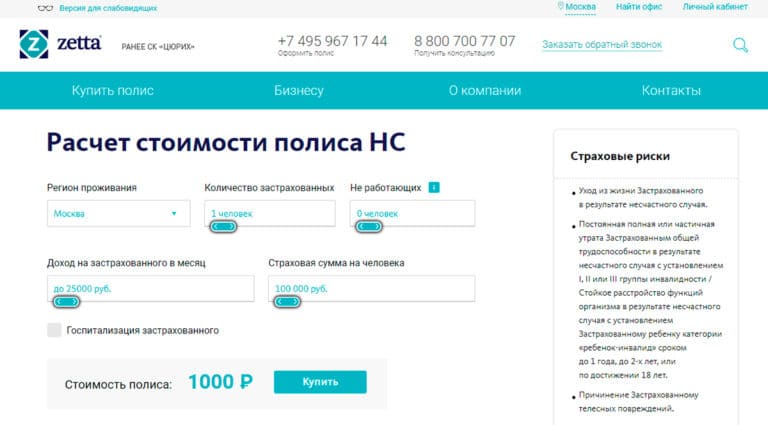 Версия для слабовидящих
Москва
Найти офис
Личный кабинет
Z zetta®
РАНЕЕ СК «ЦЮРИХ»
+7 495 967 17 44
Оформить полис
8 800 700 77 07
Получить консультацию
Заказать обратный звонок
Купить полис
Бизнесу
О компании
Контакты
Расчет стоимости полиса НС
Регион проживания
Количество застрахованных
Не работающих i
Москва
1 человек
0 человек
Доход на застрахованного в месяц
Страховая сумма на человека
до 25000 руб.
100 000 руб.
Госпитализация застрахованного
Стоимость полиса: 1000 ₽
Купить
Страховые риски
• Уход из жизни Застрахованного
в результате несчастного случая.
• Постоянная полная или частичная
утрата Застрахованным общей
трудоспособности в результате
несчастного случая с установлением
I, II или III группы инвалидности /
Стойкое расстройство функций
организма в результате несчастного
случая с установлением
Застрахованному ребенку категории
«ребенок-инвалид» сроком
до 1 года, до 2-х лет, или
по достижении 18 лет.
• Причинение Застрахованному
телесных повреждений.